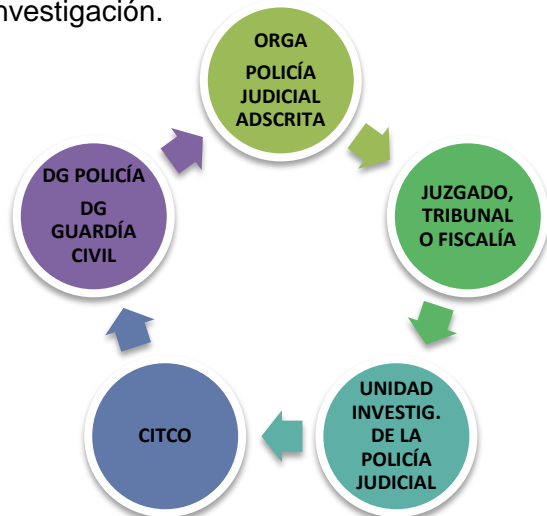 nvestigación.
ORGA
POLICÍA
JUDICIAL
ADSCRITA
JUZGADO,
TRIBUNAL
O FISCALÍA
UNIDAD
INVESTIG.
DE LA
POLICÍA
JUDICIAL
CITCO
DG POLICÍA
DG
GUARDÍA
CIVIL